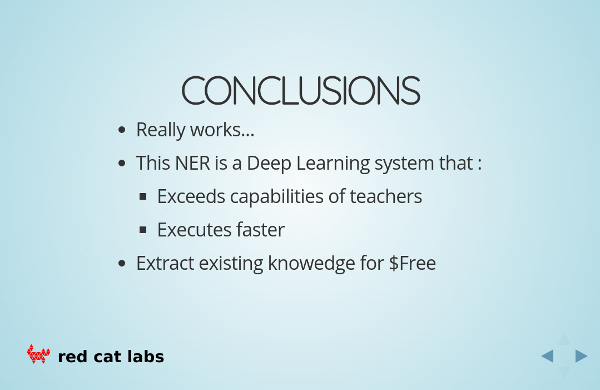 CONCLUSIONS
Really works...
This NER is a Deep Learning system that :
Exceeds capabilities of teachers
Executes faster
Extract existing knowedge for $Free
red cat labs